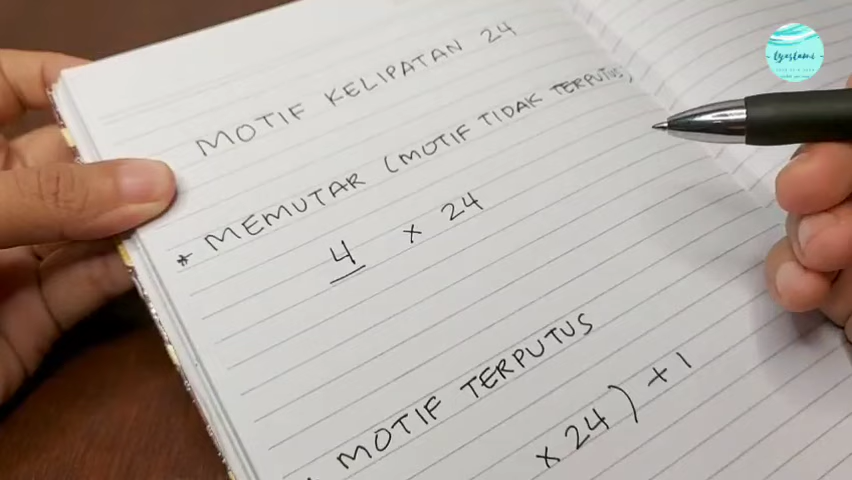 MOTIF KELIPATAN 24
* MEMUTAR (MOTIF TIDAK TERPUTUS)
4 x 24
MOTIF TERPUTUS
x 24) + 1